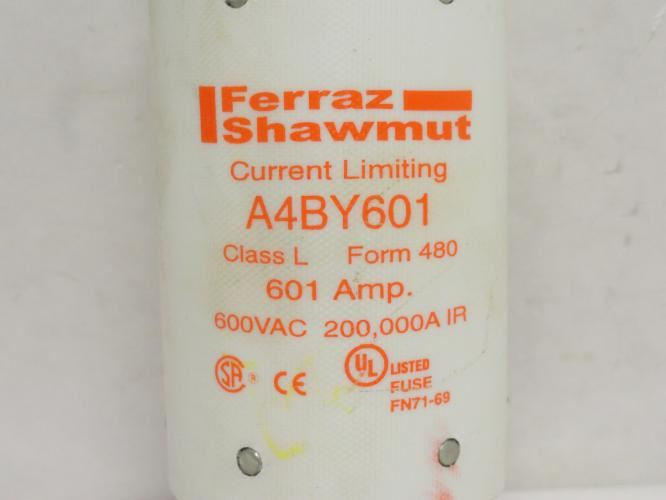 Ferraz
Shawmut
Current Limiting
A4BY601
Class L Form 480
601 Amp.
600VAC 200,000A IR
SA ® CE UL LISTED
FUSE
FN71-69